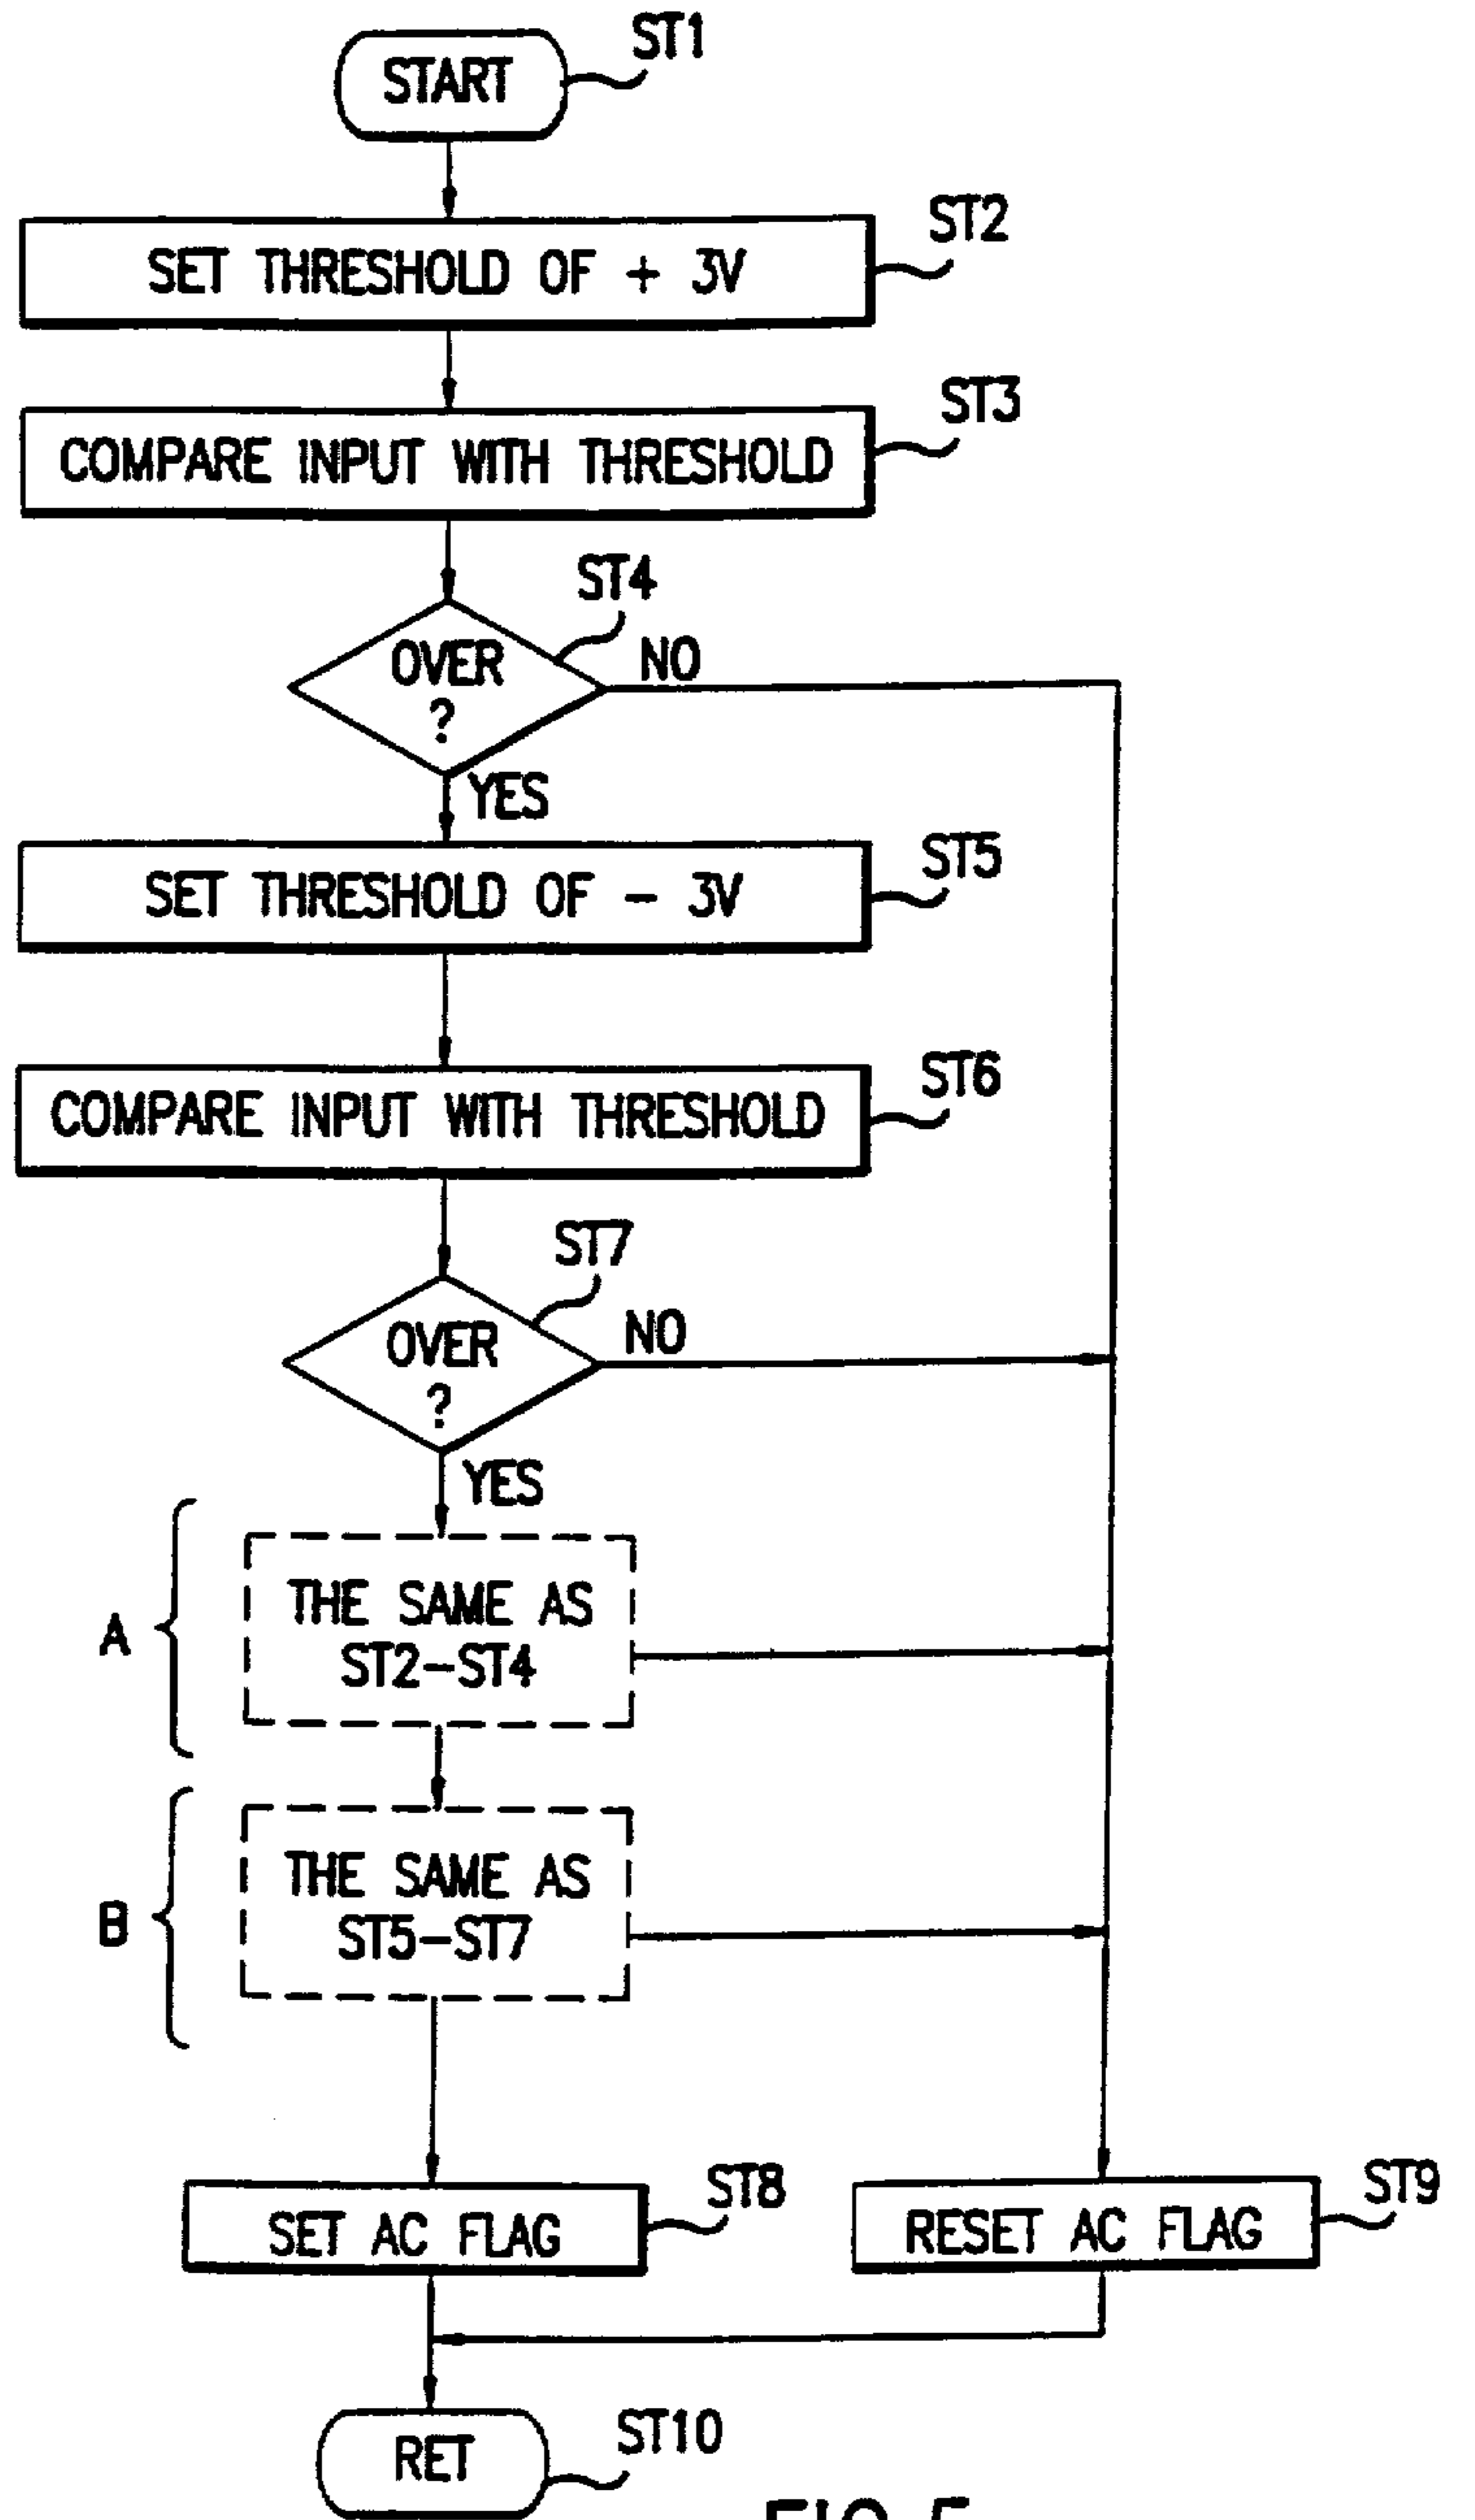 START
ST1
SET THRESHOLD OF + 3V
ST2
COMPARE INPUT WITH THRESHOLD
ST3
ST4
OVER
?
NO
YES
SET THRESHOLD OF - 3V
ST5
COMPARE INPUT WITH THRESHOLD
ST6
ST7
OVER
?
NO
YES
A
THE SAME AS
ST2-ST4
B
THE SAME AS
ST5-ST7
SET AC FLAG
ST8
RESET AC FLAG
ST9
RET
ST10